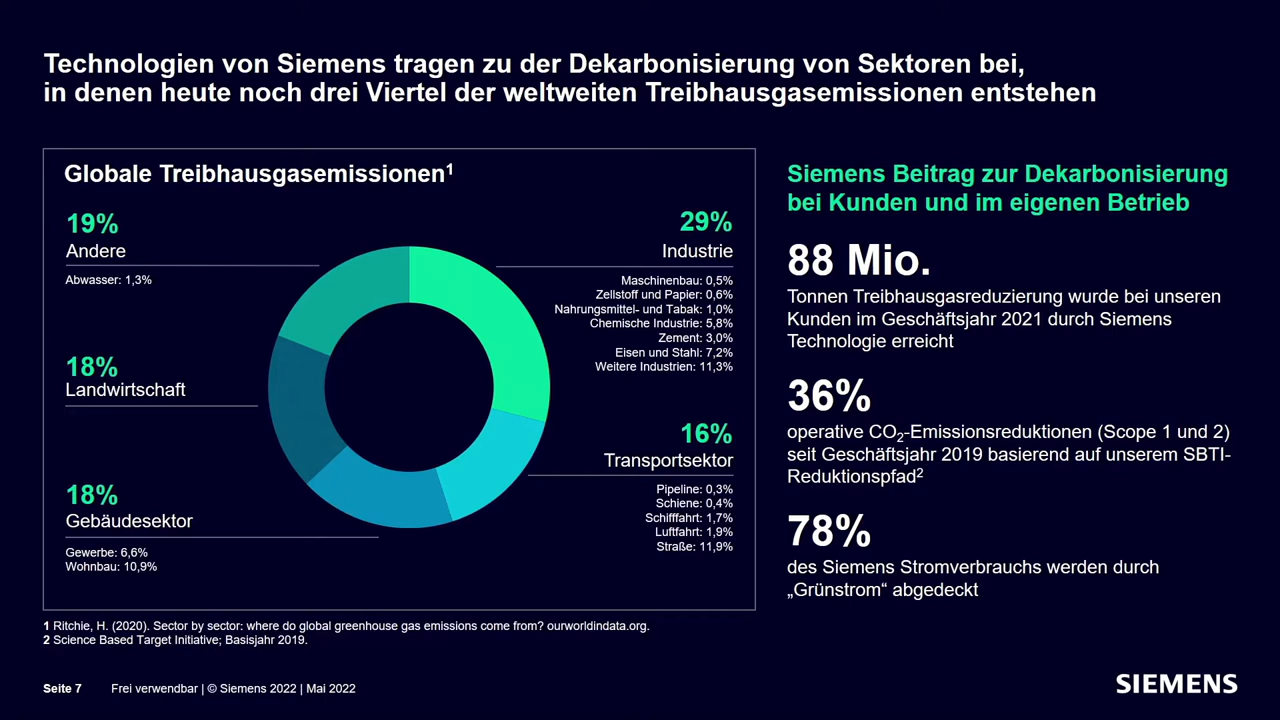 Technologien von Siemens tragen zu der Dekarbonisierung von Sektoren bei,
in denen heute noch drei Viertel der weltweiten Treibhausgasemissionen entstehen
Globale Treibhausgasemissionen¹
19%
Andere
Abwasser: 1,3%
18%
Landwirtschaft
18%
Gebäudesektor
Gewerbe: 6,6%
Wohnbau: 10,9%
29%
Industrie
Maschinenbau: 0,5%
Zellstoff und Papier: 0,6%
Nahrungsmittel- und Tabak: 1,0%
Chemische Industrie: 5,8%
Zement: 3,0%
Eisen und Stahl: 7,2%
Weitere Industrien: 11,3%
16%
Transportsektor
Pipeline: 0,3%
Schiene: 0,4%
Schifffahrt: 1,7%
Luftfahrt: 1,9%
Straße: 11,9%
Siemens Beitrag zur Dekarbonisierung
bei Kunden und im eigenen Betrieb
88 Mio.
Tonnen Treibhausgasreduzierung wurde bei unseren
Kunden im Geschäftsjahr 2021 durch Siemens
Technologie erreicht
36%
operative CO₂-Emissionsreduktionen (Scope 1 und 2)
seit Geschäftsjahr 2019 basierend auf unserem SBTI-
Reduktionspfad²
78%
des Siemens Stromverbrauchs werden durch
„Grünstrom“ abgedeckt
1 Ritchie, H. (2020). Sector by sector: where do global greenhouse gas emissions come from? ourworldindata.org.
2 Science Based Target Initiative; Basisjahr 2019.
Seite 7 Frei verwendbar | © Siemens 2022 | Mai 2022
SIEMENS